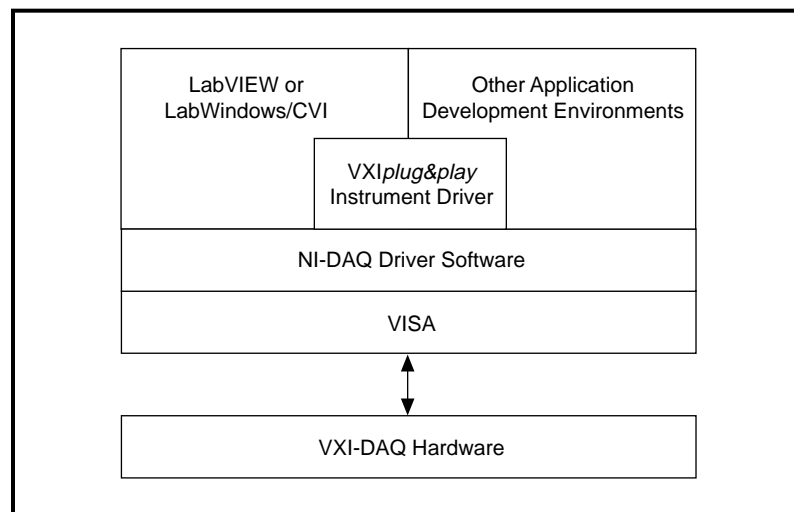 LabVIEW or
LabWindows/CVI
Other Application
Development Environments
VXIplug&play
Instrument Driver
NI-DAQ Driver Software
VISA
VXI-DAQ Hardware